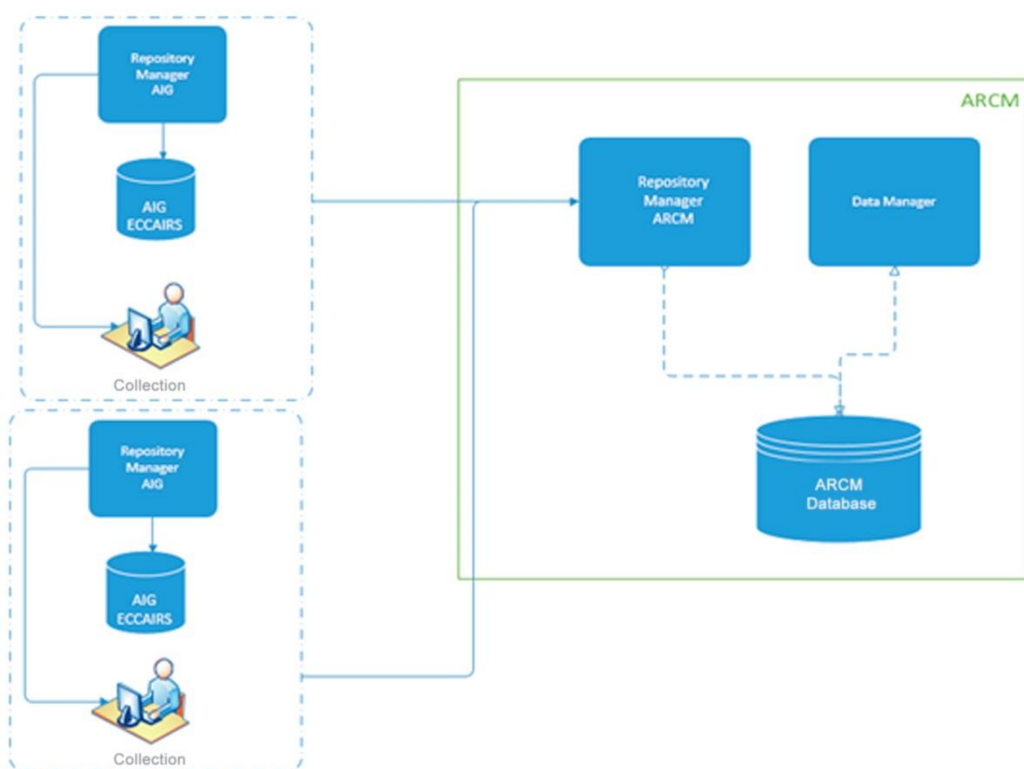 Repository
Manager
AIG
AIG
ECCAIRS
Collection
Repository
Manager
AIG
AIG
ECCAIRS
Collection
ARCM
Repository
Manager
ARCM
Data Manager
ARCM
Database